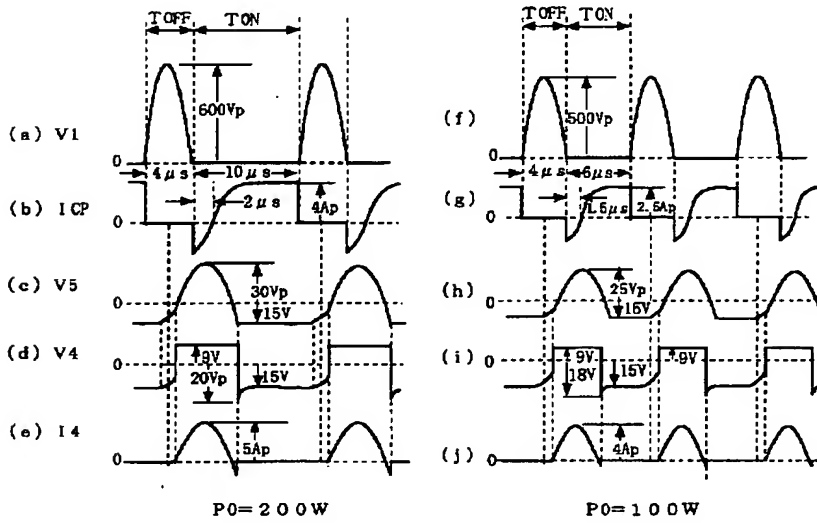 TOFF TON
TOFF TON
(a) V1
600Vp
(f)
500Vp
0
0
4μs 10μs
4μs 6μs
(b) ICP
0
2μs
4Ap
(g)
0
1.5μs
2.5Ap
(c) V5
0
30Vp
15V
(h)
0
25Vp
15V
(d) V4
0
9V
20Vp
15V
(i)
0
9V
18V
15V
9V
(e) I4
0
5Ap
(j)
0
4Ap
P0=200W
P0=100W